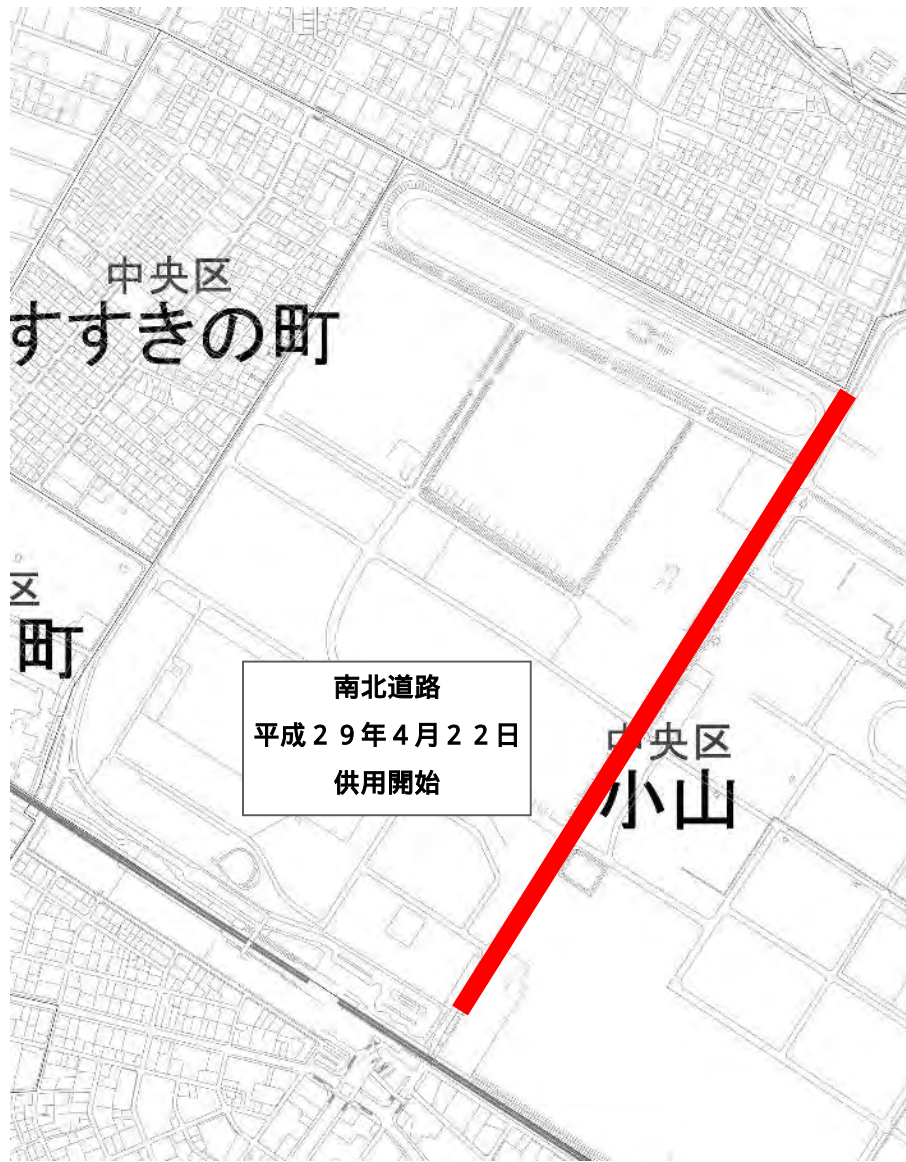 中央区
すすきの町
区
町
南北道路
平成２９年４月２２日
供用開始
中央区
小山